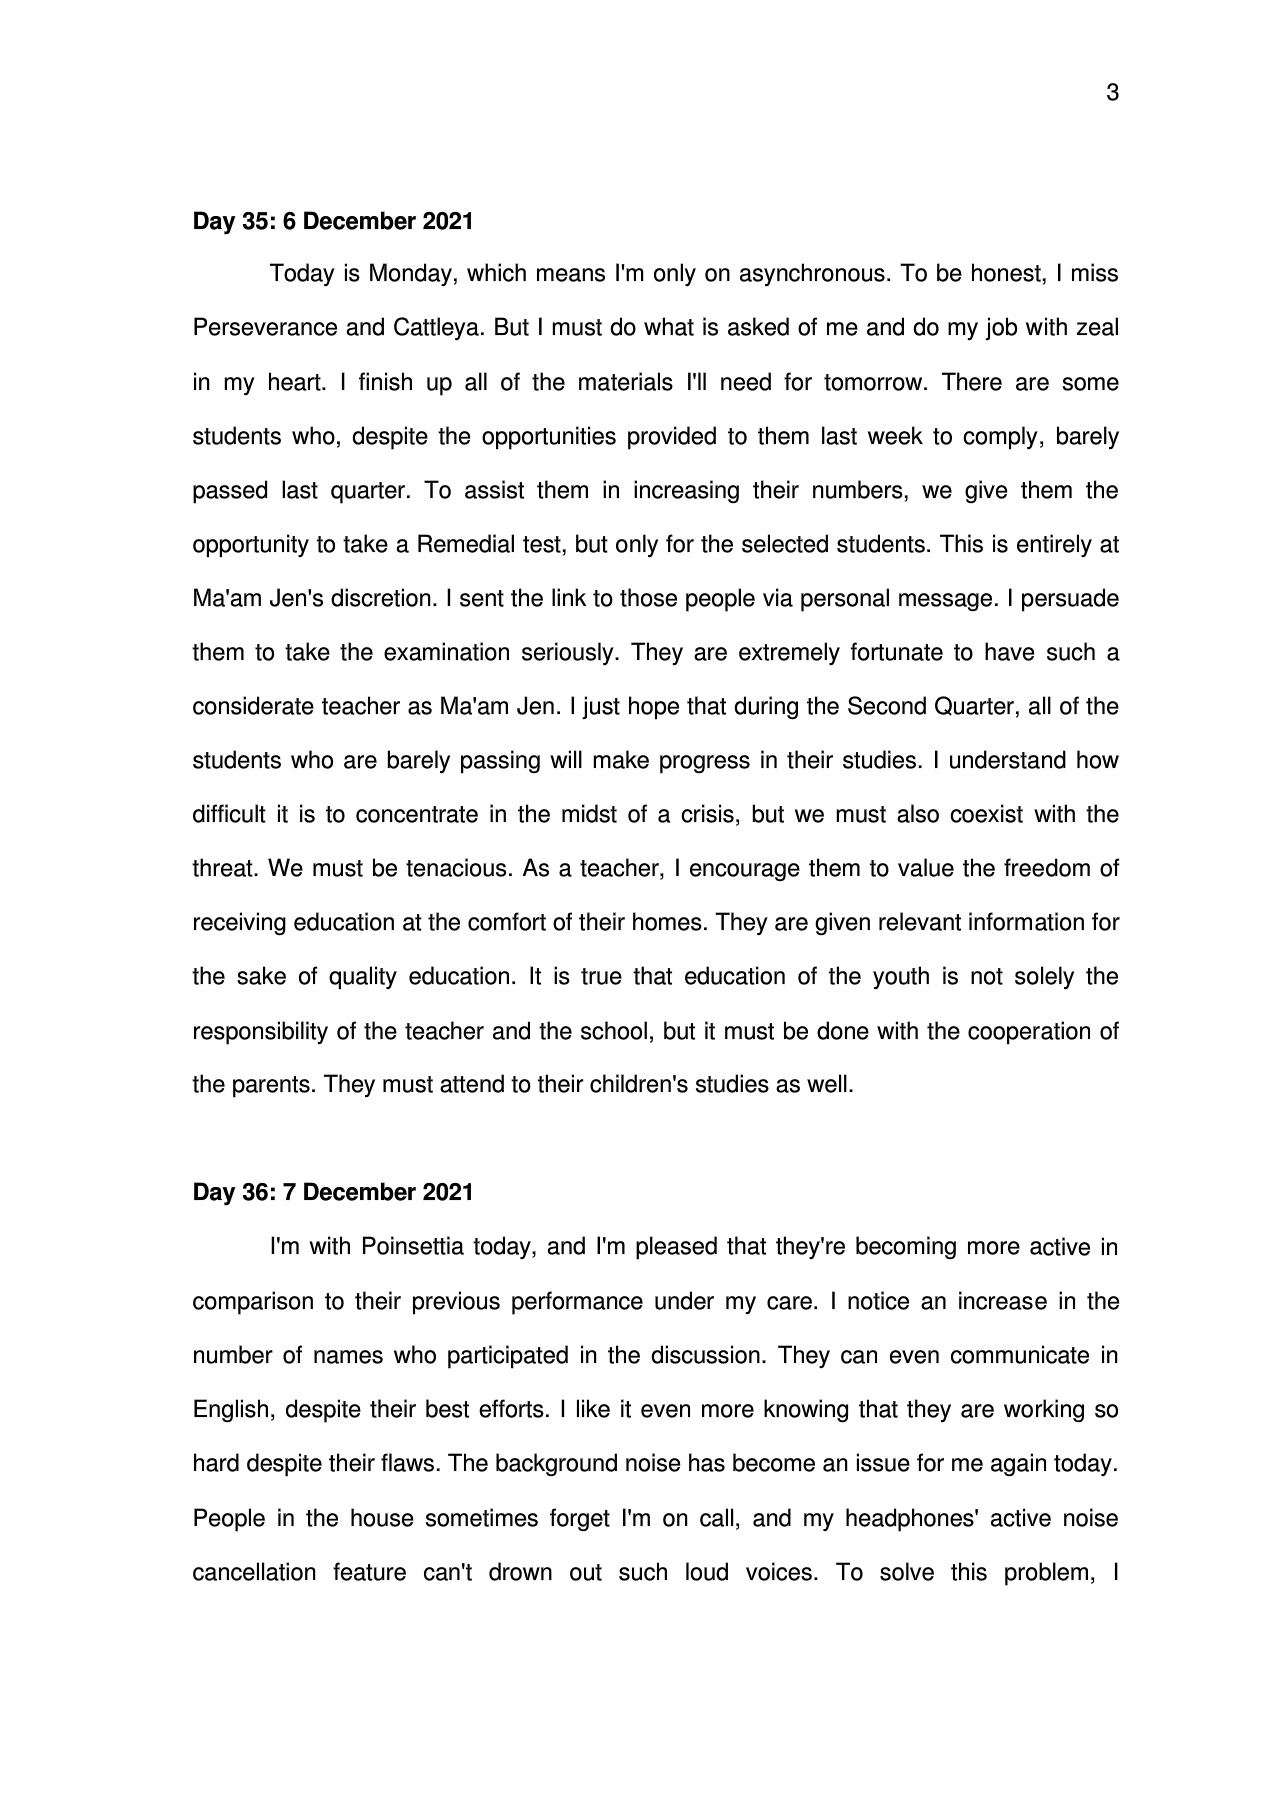 3
Day 35: 6 December 2021
Today is Monday, which means I'm only on asynchronous. To be honest, I miss
Perseverance and Cattleya. But I must do what is asked of me and do my job with zeal
in my heart. I finish up all of the materials I'll need for tomorrow. There are some
students who, despite the opportunities provided to them last week to comply, barely
passed last quarter. To assist them in increasing their numbers, we give them the
opportunity to take a Remedial test, but only for the selected students. This is entirely at
Ma'am Jen's discretion. I sent the link to those people via personal message. I persuade
them to take the examination seriously. They are extremely fortunate to have such a
considerate teacher as Ma'am Jen. I just hope that during the Second Quarter, all of the
students who are barely passing will make progress in their studies. I understand how
difficult it is to concentrate in the midst of a crisis, but we must also coexist with the
threat. We must be tenacious. As a teacher, I encourage them to value the freedom of
receiving education at the comfort of their homes. They are given relevant information for
the sake of quality education. It is true that education of the youth is not solely the
responsibility of the teacher and the school, but it must be done with the cooperation of
the parents. They must attend to their children's studies as well.
Day 36: 7 December 2021
I'm with Poinsettia today, and I'm pleased that they're becoming more active in
comparison to their previous performance under my care. I notice an increase in the
number of names who participated in the discussion. They can even communicate in
English, despite their best efforts. I like it even more knowing that they are working so
hard despite their flaws. The background noise has become an issue for me again today.
People in the house sometimes forget I'm on call, and my headphones' active noise
cancellation feature can't drown out such loud voices. To solve this problem, I